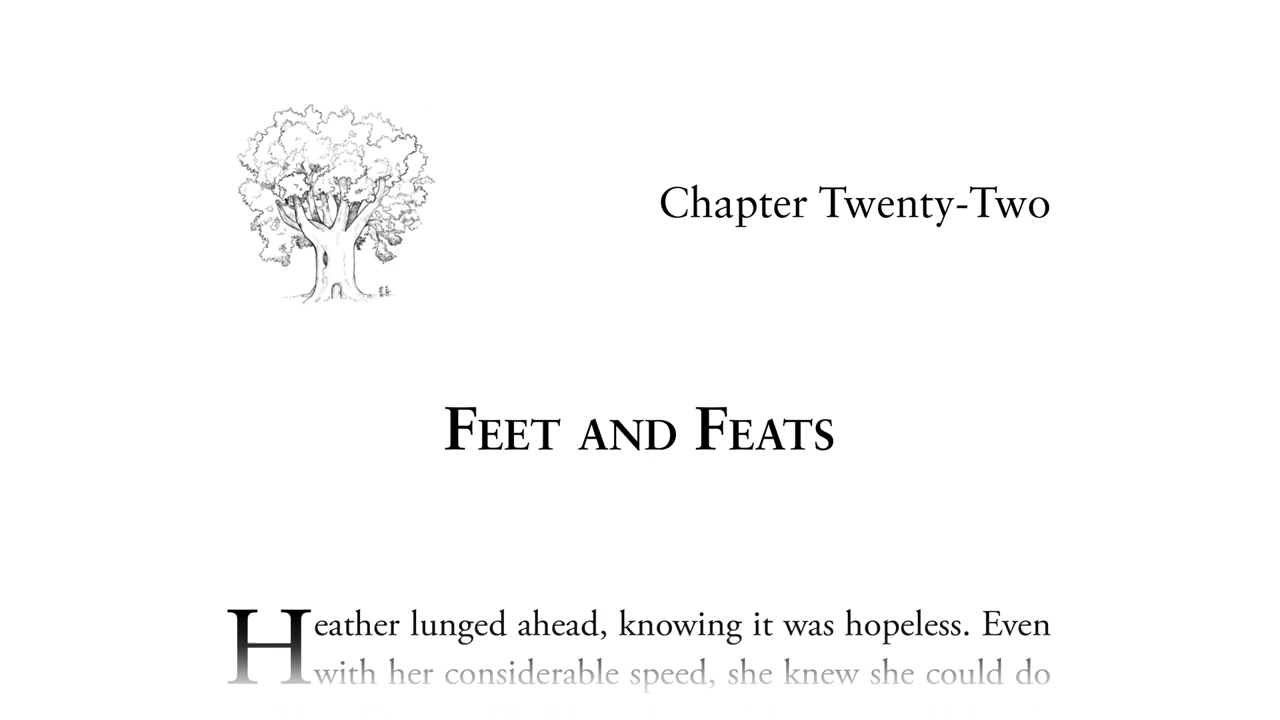 Chapter Twenty-Two
Feet and Feats
Heather lunged ahead, knowing it was hopeless. Even
with her considerable speed, she knew she could do